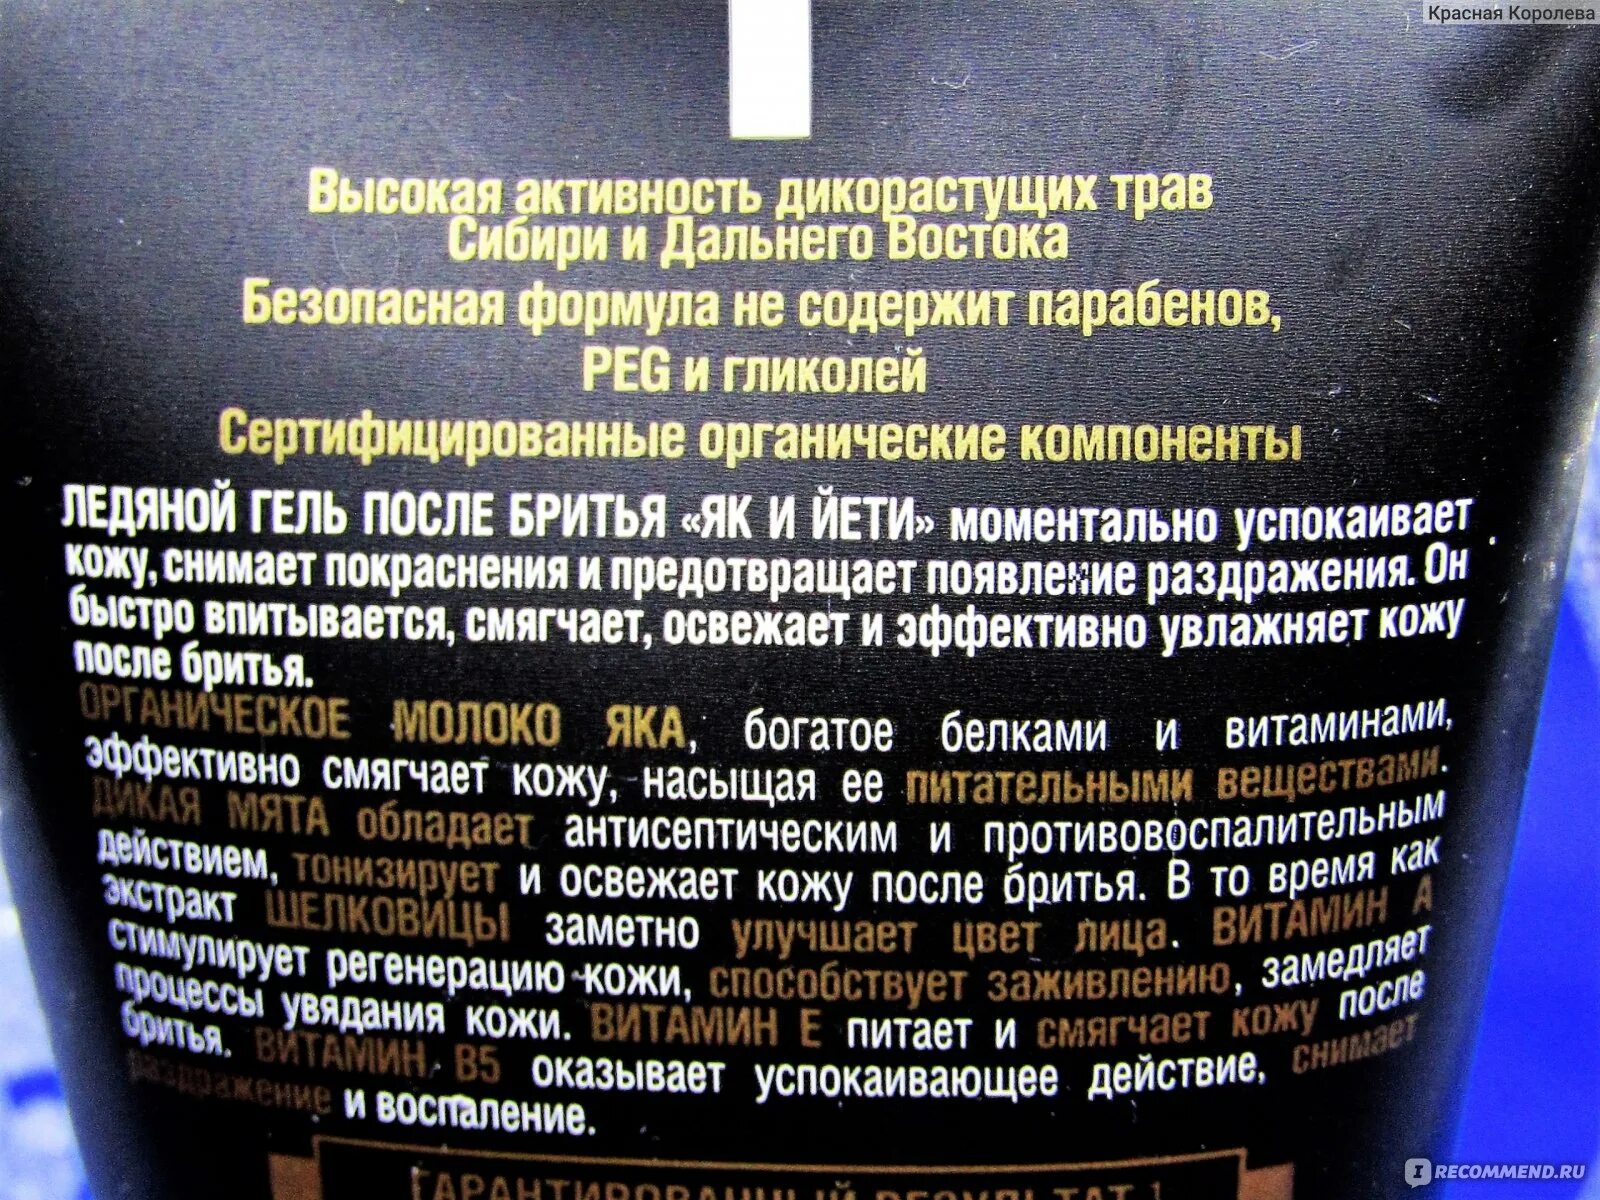 Красная Королева
Высокая активность дикорастущих трав
Сибири и Дальнего Востока
Безопасная формула не содержит парабенов,
PEG и гликолей
Сертифицированные органические компоненты
ЛЕДЯНОЙ ГЕЛЬ ПОСЛЕ БРИТЬЯ «ЯК И ЙЕТИ» моментально успокаивает
кожу, снимает покраснения и предотвращает появление раздражения. Он
быстро впитывается, смягчает, освежает и эффективно увлажняет кожу
после бритья.
ОРГАНИЧЕСКОЕ МОЛОКО ЯКА, богатое белками и витаминами,
эффективно смягчает кожу, насыщая ее питательными веществами.
ДИКАЯ МЯТА обладает антисептическим и противовоспалительным
действием, тонизирует и освежает кожу после бритья. В то время как
экстракт ШЕЛКОВИЦЫ заметно улучшает цвет лица. ВИТАМИН А
стимулирует регенерацию кожи, способствует заживлению, замедляет
процессы увядания кожи. ВИТАМИН Е питает и смягчает кожу после
бритья. ВИТАМИН В5 оказывает успокаивающее действие, снимает
раздражение и воспаление.
ГАРАНТИРОВАННЫЙ РЕЗУЛЬТАТ¹
IRECOMMEND.RU